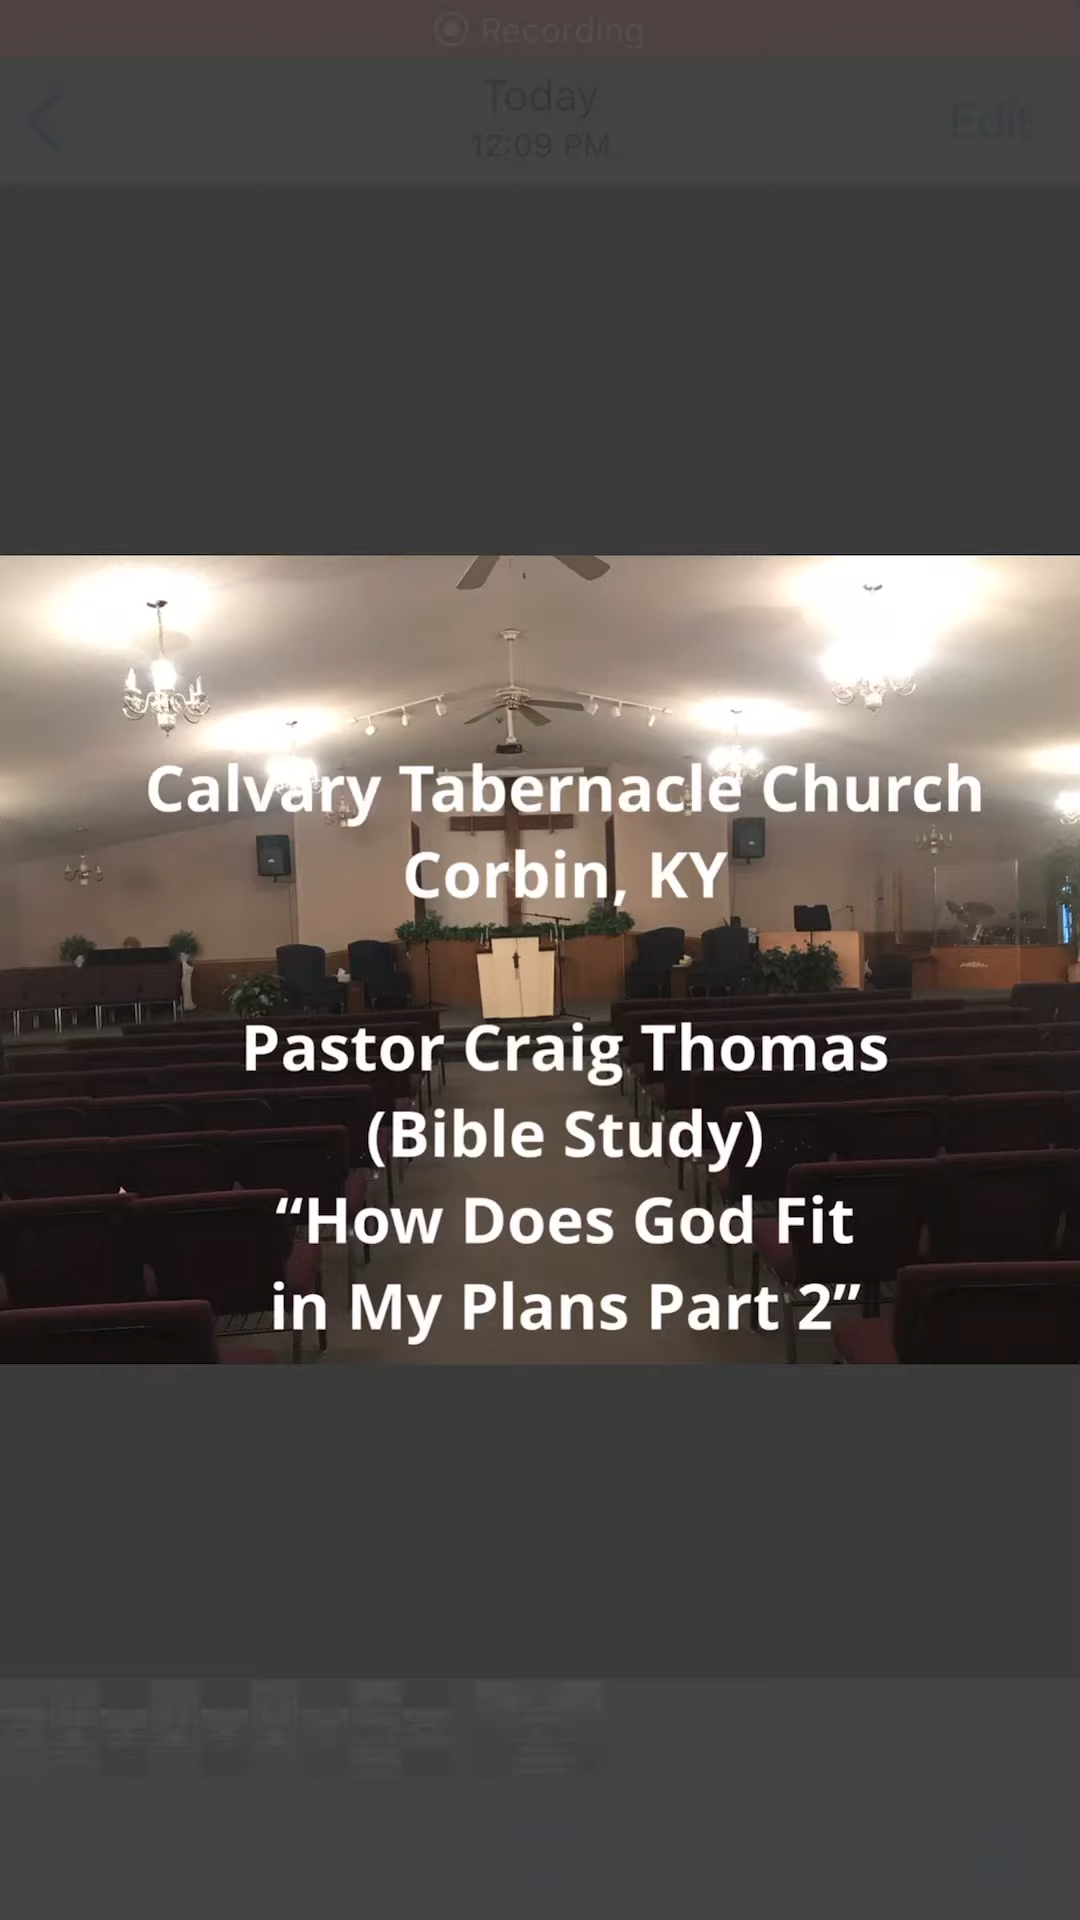 Recording
Today
12:09 PM
Edit
Calvary Tabernacle Church
Corbin, KY
Pastor Craig Thomas
(Bible Study)
“How Does God Fit
in My Plans Part 2”